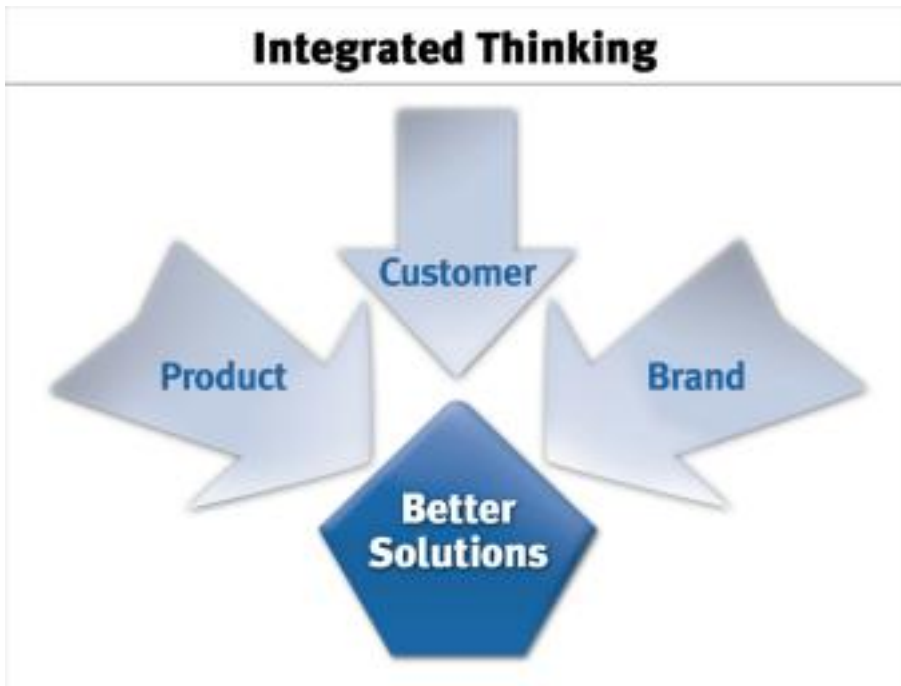 Integrated Thinking
Customer
Product
Brand
Better
Solutions